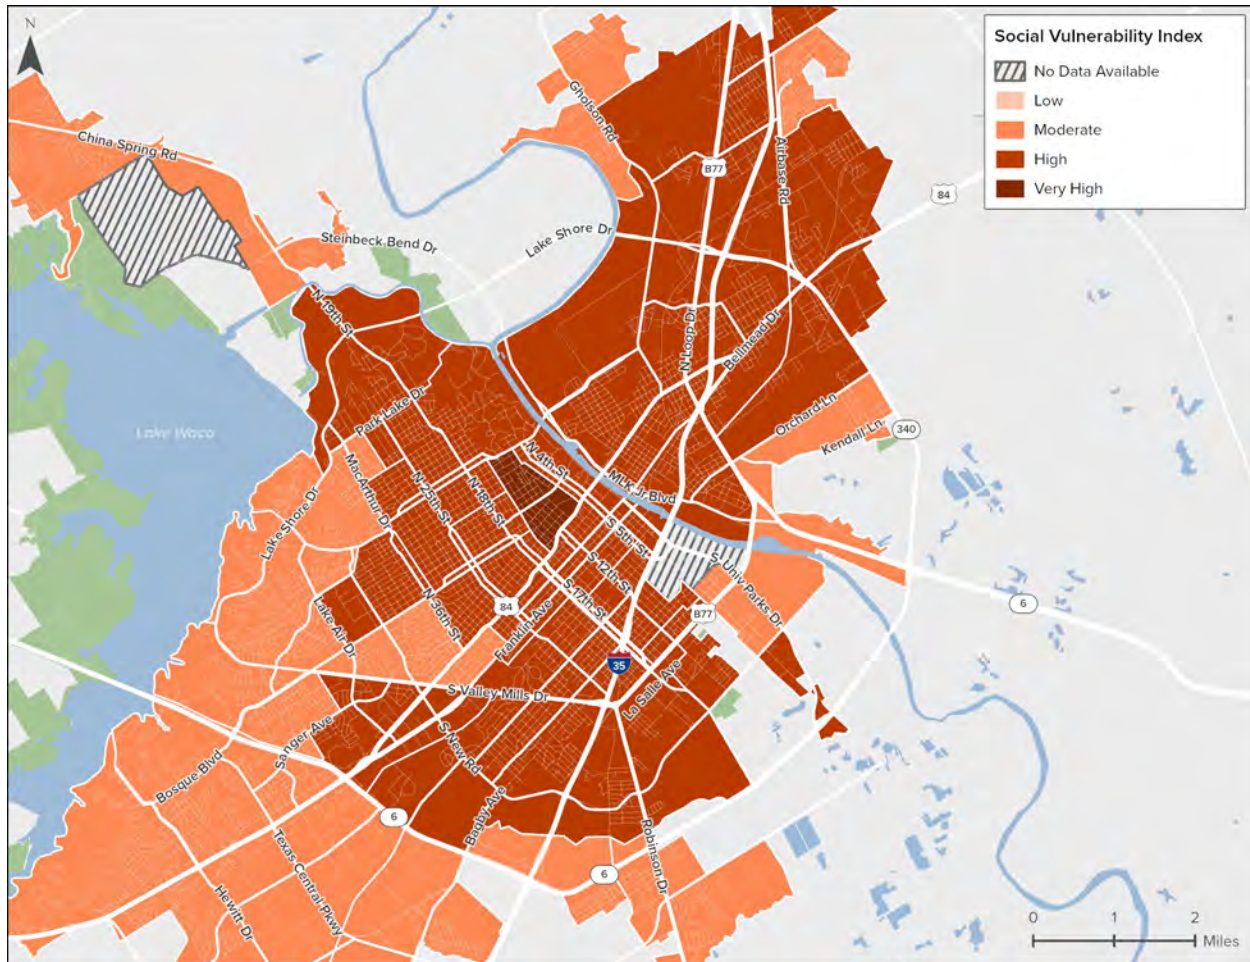 N
Social Vulnerability Index
No Data Available
Low
Moderate
High
Very High
Gholson Rd
China Spring Rd
B77
Airbase Rd
84
Steinbeck Bend Dr
Lake Shore Dr
N 19th St
N Loop Dr
Bellmead Dr
Park Lake Dr
Orchard Ln
Kendall Ln
340
Lake Waco
N 4th St
MacArthur Dr
N 25th St
N 18th St
MLK Jr Blvd
Lake Shore Dr
S 5th St
S 12th St
S Univ Parks Dr
S 17th St
Lake Air Dr
N 36th St
84
B77
6
Franklin Ave
35
La Salle Ave
S Valley Mills Dr
Sanger Ave
S New Rd
Bosque Blvd
6
Bagby Ave
Robinson Dr
6
Texas Central Pkwy
Hewitt Dr
0 1 2
Miles